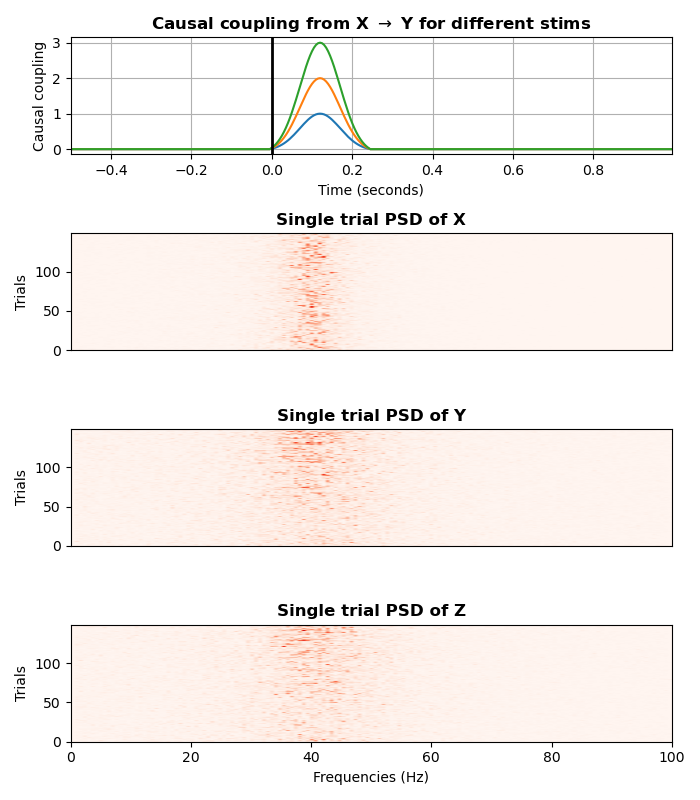 Causal coupling from X → Y for different stims
3
2
1
0
Causal coupling
−0.4 −0.2 0.0 0.2 0.4 0.6 0.8
Time (seconds)
Single trial PSD of X
100
50
0
Trials
Single trial PSD of Y
100
50
0
Trials
Single trial PSD of Z
100
50
0
Trials
0 20 40 60 80 100
Frequencies (Hz)